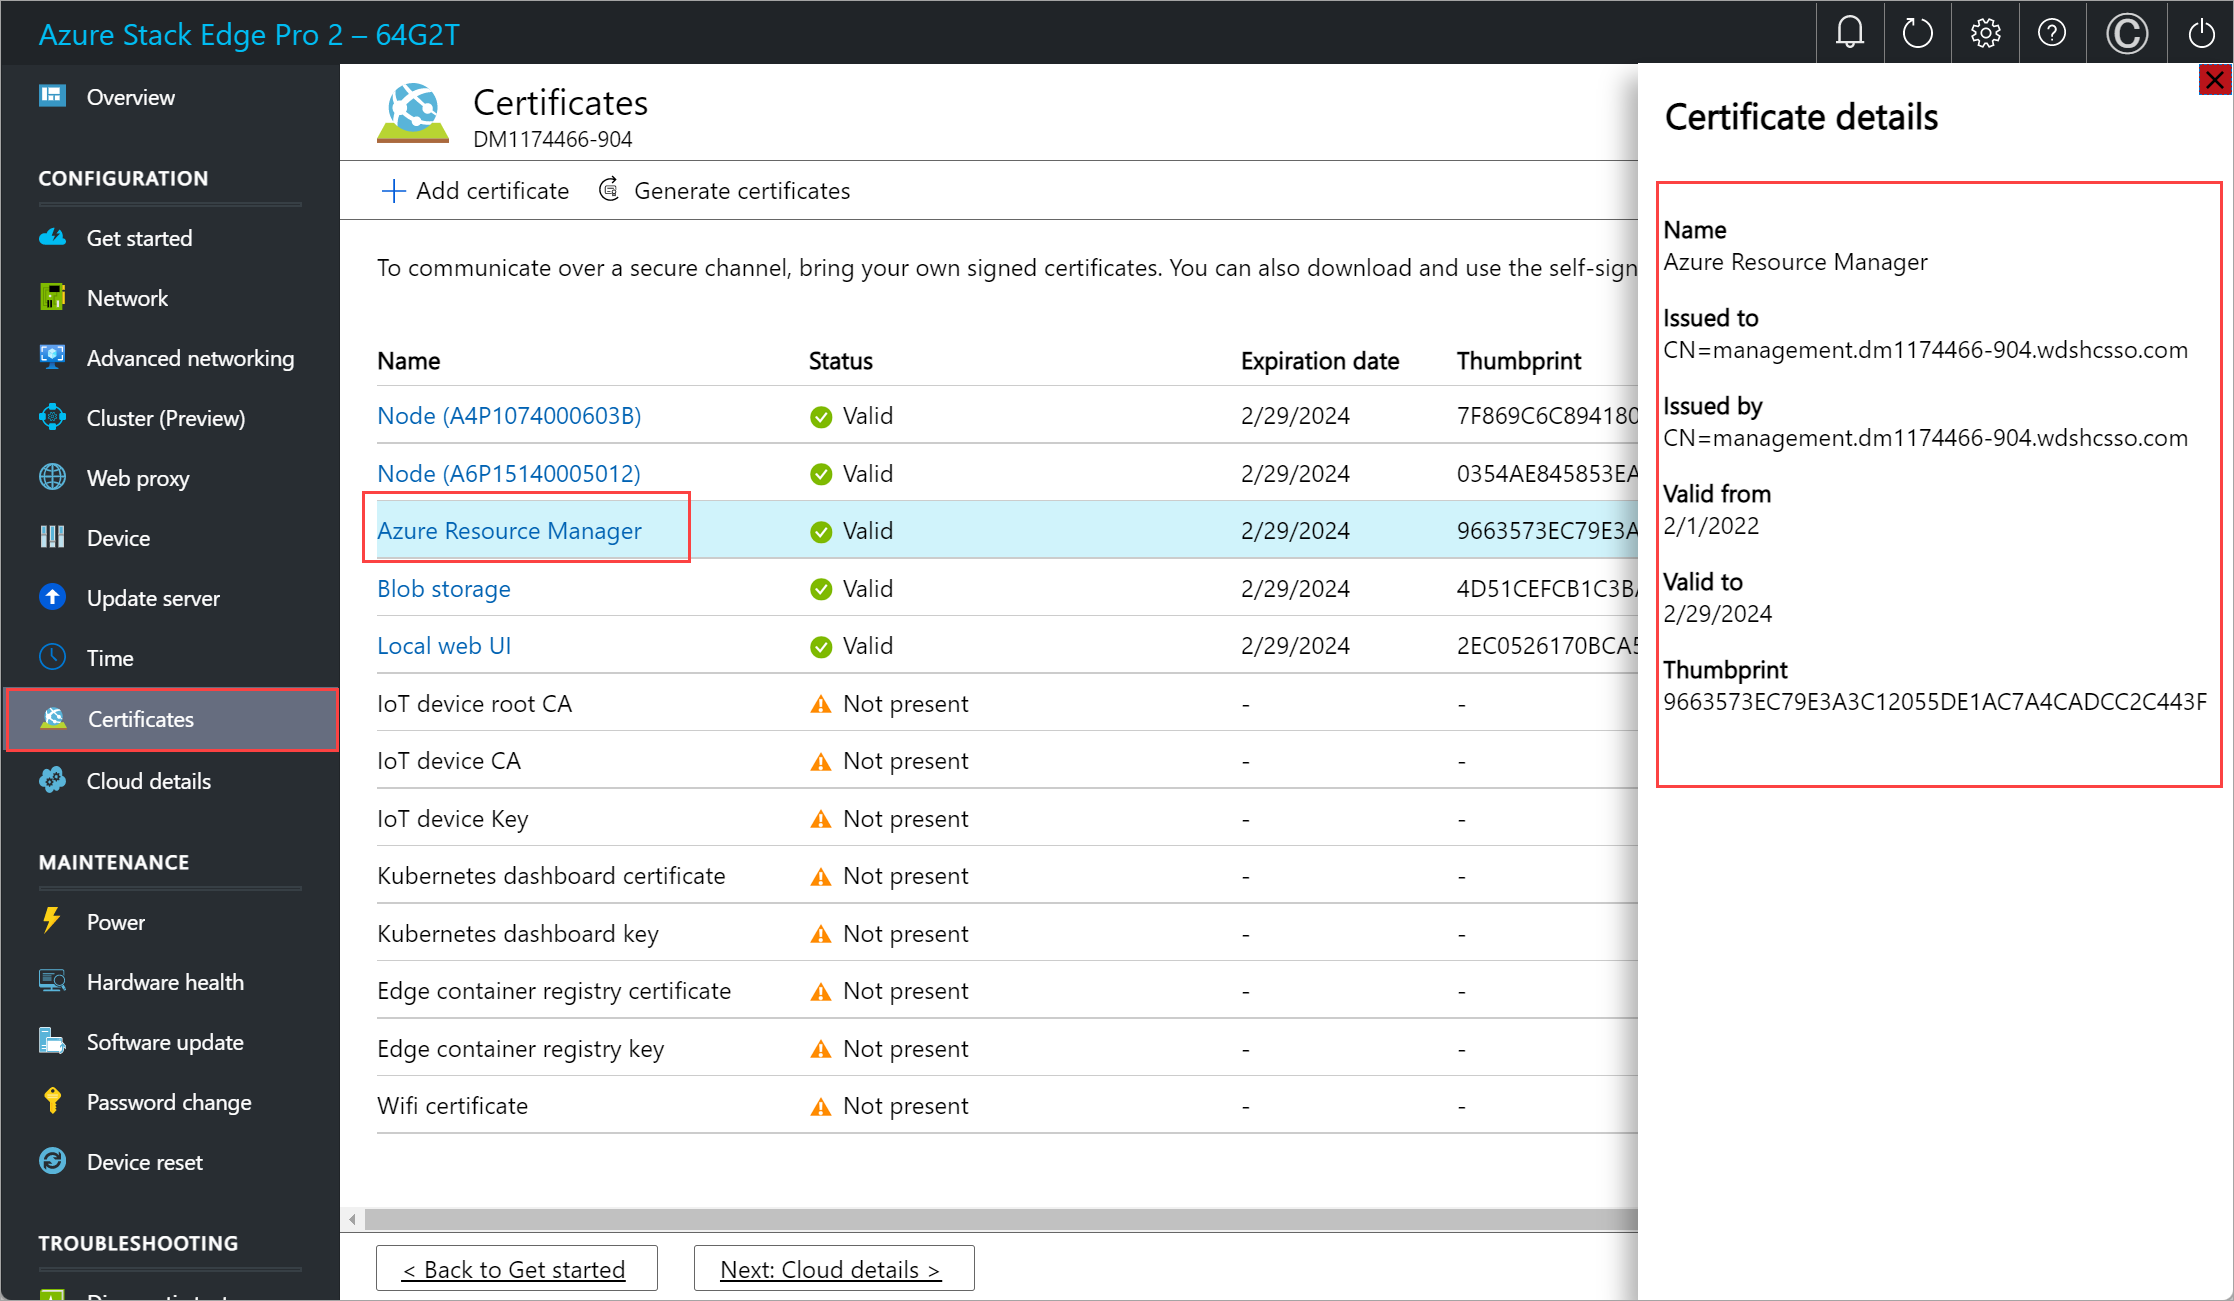 Azure Stack Edge Pro 2 – 64G2T
Overview
CONFIGURATION
Get started
Network
Advanced networking
Cluster (Preview)
Web proxy
Device
Update server
Time
Certificates
Cloud details
MAINTENANCE
Power
Hardware health
Software update
Password change
Device reset
TROUBLESHOOTING
Certificates
DM1174466-904
Add certificate Generate certificates
To communicate over a secure channel, bring your own signed certificates. You can also download and use the self-sign
Name Status Expiration date Thumbprint
Node (A4P1074000603B) Valid 2/29/2024 7F869C6C894180
Node (A6P15140005012) Valid 2/29/2024 0354AE845853EA
Azure Resource Manager Valid 2/29/2024 9663573EC79E3A
Blob storage Valid 2/29/2024 4D51CEFCB1C3BA
Local web UI Valid 2/29/2024 2EC0526170BCA5
IoT device root CA Not present - -
IoT device CA Not present - -
IoT device Key Not present - -
Kubernetes dashboard certificate Not present - -
Kubernetes dashboard key Not present - -
Edge container registry certificate Not present - -
Edge container registry key Not present - -
Wifi certificate Not present - -
< Back to Get started Next: Cloud details >
Certificate details
Name
Azure Resource Manager
Issued to
CN=management.dm1174466-904.wdshcsso.com
Issued by
CN=management.dm1174466-904.wdshcsso.com
Valid from
2/1/2022
Valid to
2/29/2024
Thumbprint
9663573EC79E3A3C12055DE1AC7A4CADCC2C443F